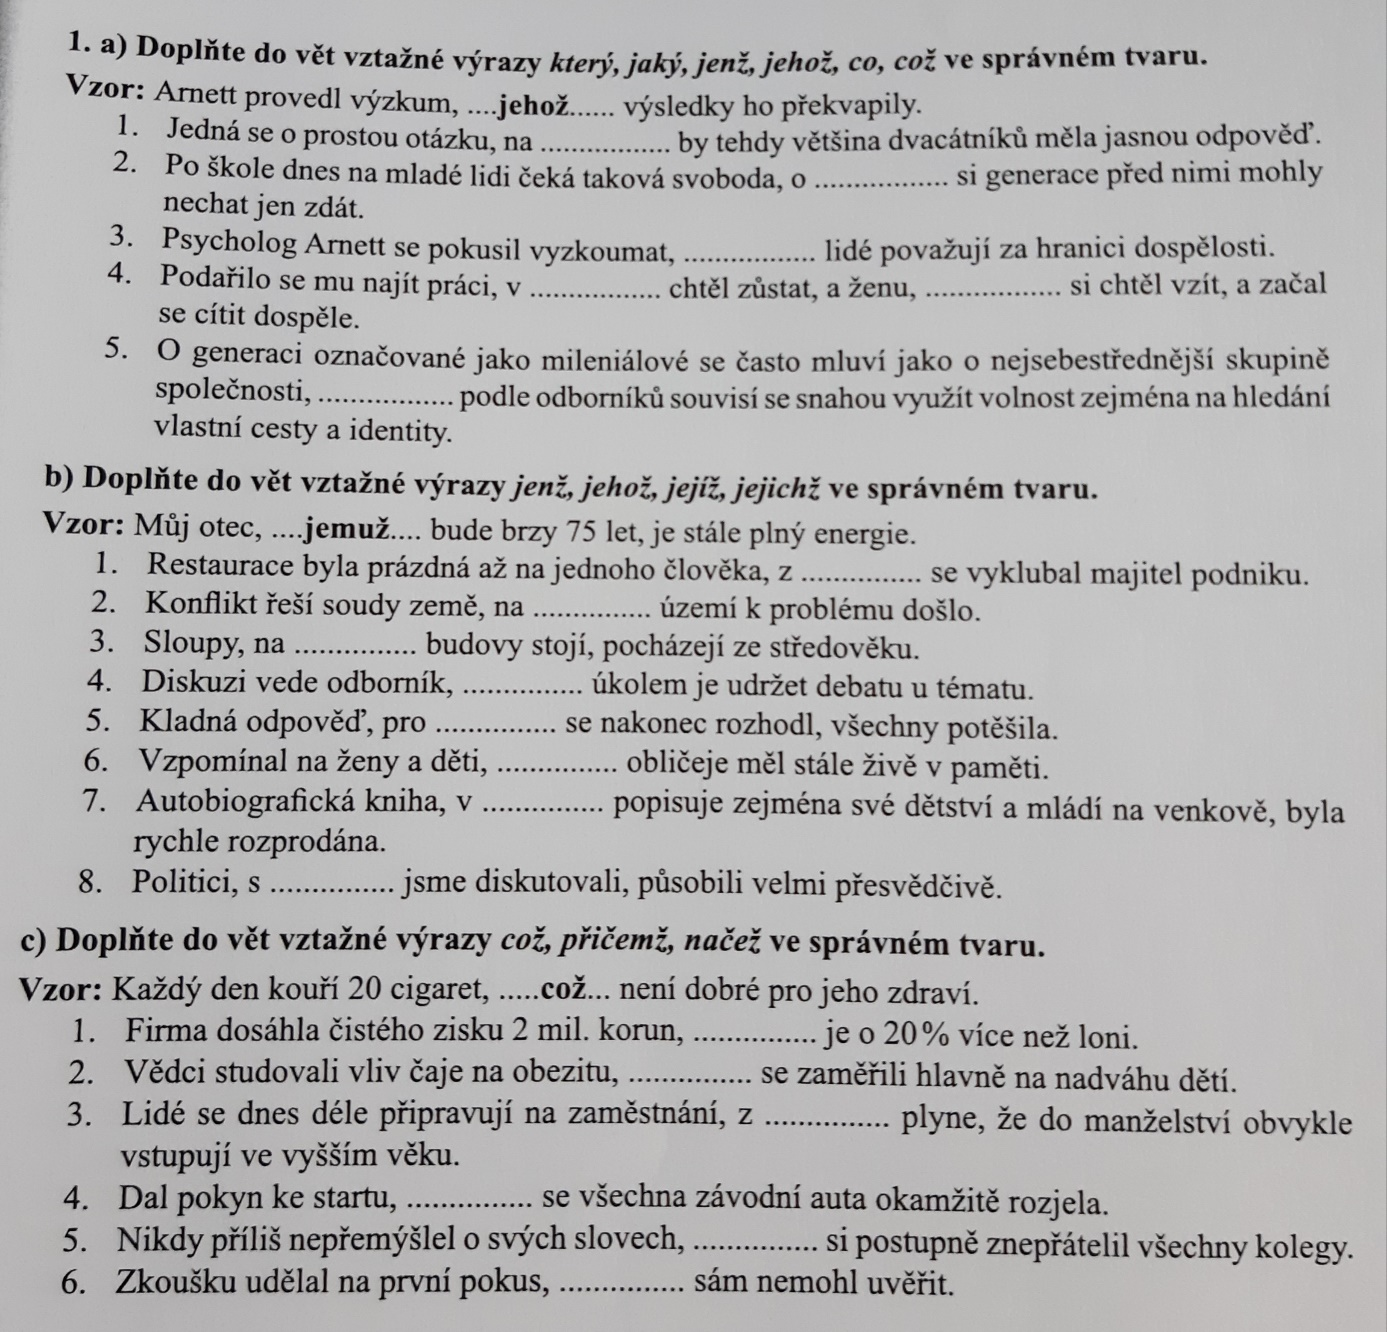 1. a) Doplňte do vět vztažné výrazy který, jaký, jenž, jehož, co, což ve správném tvaru.
Vzor: Arnett provedl výzkum, ....jehož...... výsledky ho překvapily.
1. Jedná se o prostou otázku, na ................. by tehdy většina dvacátníků měla jasnou odpověď.
2. Po škole dnes na mladé lidi čeká taková svoboda, o ................. si generace před nimi mohly
nechat jen zdát.
3. Psycholog Arnett se pokusil vyzkoumat, ................. lidé považují za hranici dospělosti.
4. Podařilo se mu najít práci, v ................. chtěl zůstat, a ženu, ................. si chtěl vzít, a začal
se cítit dospěle.
5. O generaci označované jako mileniálové se často mluví jako o nejsebestřednější skupině
společnosti, ................. podle odborníků souvisí se snahou využít volnost zejména na hledání
vlastní cesty a identity.
b) Doplňte do vět vztažné výrazy jenž, jehož, jejíž, jejichž ve správném tvaru.
Vzor: Můj otec, ....jemuž.... bude brzy 75 let, je stále plný energie.
1. Restaurace byla prázdná až na jednoho člověka, z ............... se vyklubal majitel podniku.
2. Konflikt řeší soudy země, na ............... území k problému došlo.
3. Sloupy, na ............... budovy stojí, pocházejí ze středověku.
4. Diskuzi vede odborník, ............... úkolem je udržet debatu u tématu.
5. Kladná odpověď, pro ............... se nakonec rozhodl, všechny potěšila.
6. Vzpomínal na ženy a děti, ............... obličeje měl stále živě v paměti.
7. Autobiografická kniha, v ............... popisuje zejména své dětství a mládí na venkově, byla
rychle rozprodána.
8. Politici, s ............... jsme diskutovali, působili velmi přesvědčivě.
c) Doplňte do vět vztažné výrazy což, přičemž, načež ve správném tvaru.
Vzor: Každý den kouří 20 cigaret, .....což... není dobré pro jeho zdraví.
1. Firma dosáhla čistého zisku 2 mil. korun, ............... je o 20 % více než loni.
2. Vědci studovali vliv čaje na obezitu, ............... se zaměřili hlavně na nadváhu dětí.
3. Lidé se dnes déle připravují na zaměstnání, z ............... plyne, že do manželství obvykle
vstupují ve vyšším věku.
4. Dal pokyn ke startu, ............... se všechna závodní auta okamžitě rozjela.
5. Nikdy příliš nepřemýšlel o svých slovech, ............... si postupně znepřátelil všechny kolegy.
6. Zkoušku udělal na první pokus, ............... sám nemohl uvěřit.